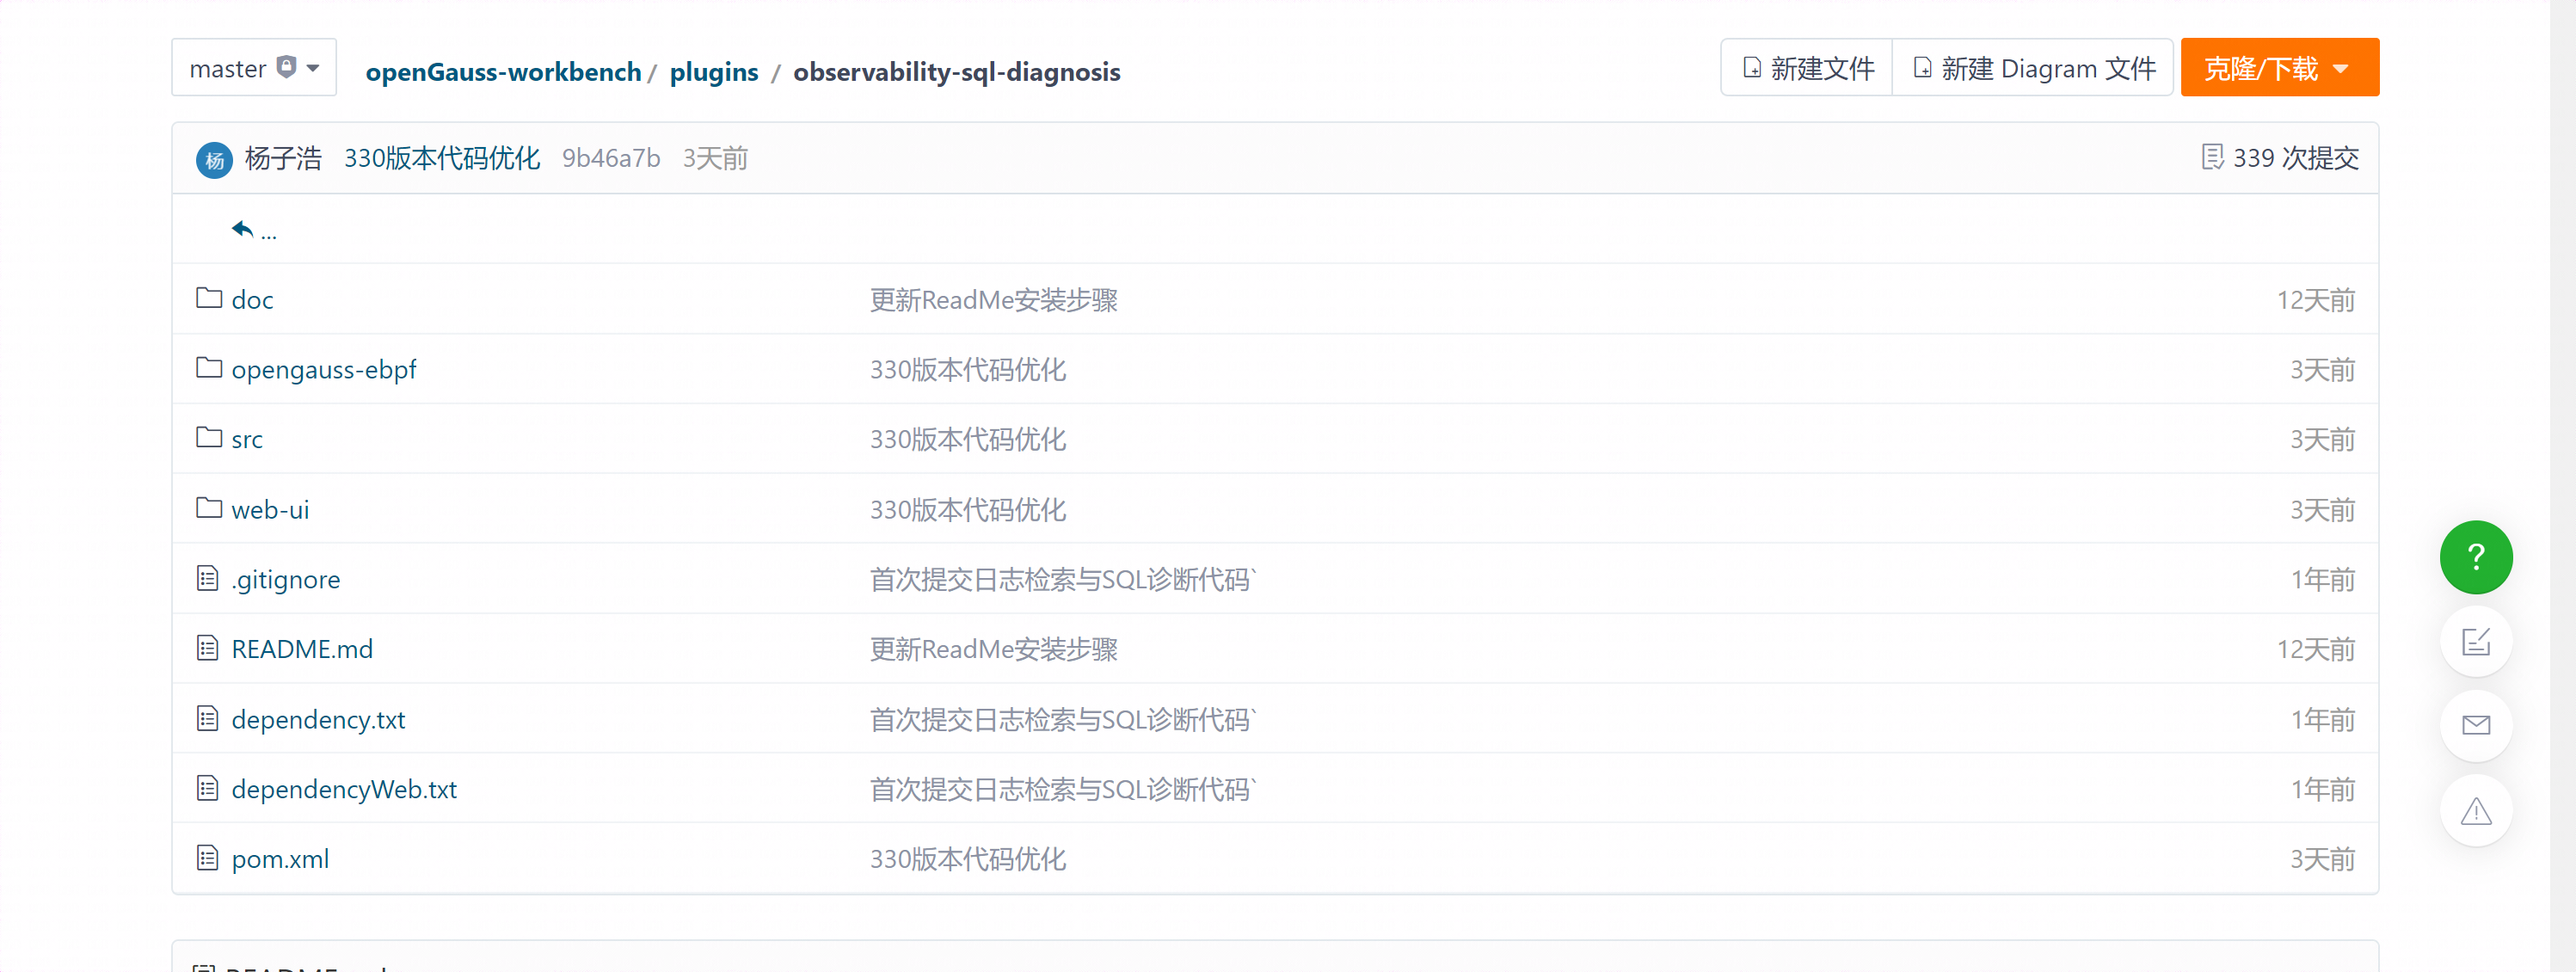 master openGauss-workbench / plugins / observability-sql-diagnosis 新建文件 新建 Diagram 文件 克隆/下载
杨 杨子浩 330版本代码优化 9b46a7b 3天前 339 次提交
...
doc 更新ReadMe安装步骤 12天前
opengauss-ebpf 330版本代码优化 3天前
src 330版本代码优化 3天前
web-ui 330版本代码优化 3天前
.gitignore 首次提交日志检索与SQL诊断代码` 1年前
README.md 更新ReadMe安装步骤 12天前
dependency.txt 首次提交日志检索与SQL诊断代码` 1年前
dependencyWeb.txt 首次提交日志检索与SQL诊断代码` 1年前
pom.xml 330版本代码优化 3天前
?